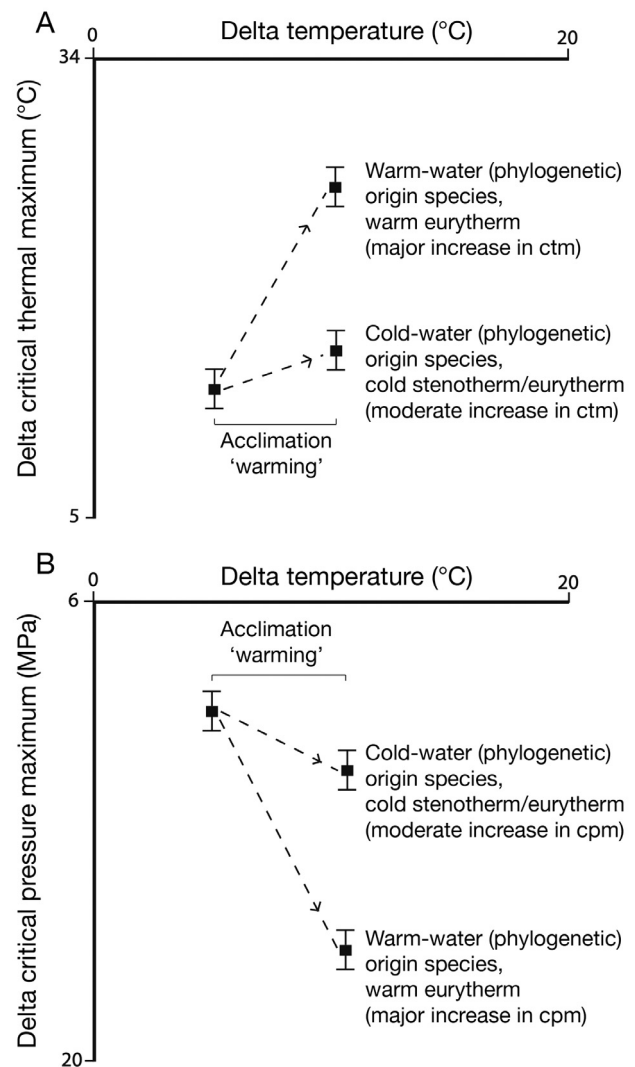 A
Delta temperature (°C)
0
20
34
Delta critical thermal maximum (°C)
Warm-water (phylogenetic)
origin species,
warm eurytherm
(major increase in ctm)
Cold-water (phylogenetic)
origin species,
cold stenotherm/eurytherm
(moderate increase in ctm)
Acclimation
‘warming’
5
B
Delta temperature (°C)
0
20
6
Delta critical pressure maximum (MPa)
Acclimation
‘warming’
Cold-water (phylogenetic)
origin species,
cold stenotherm/eurytherm
(moderate increase in cpm)
Warm-water (phylogenetic)
origin species,
warm eurytherm
(major increase in cpm)
20